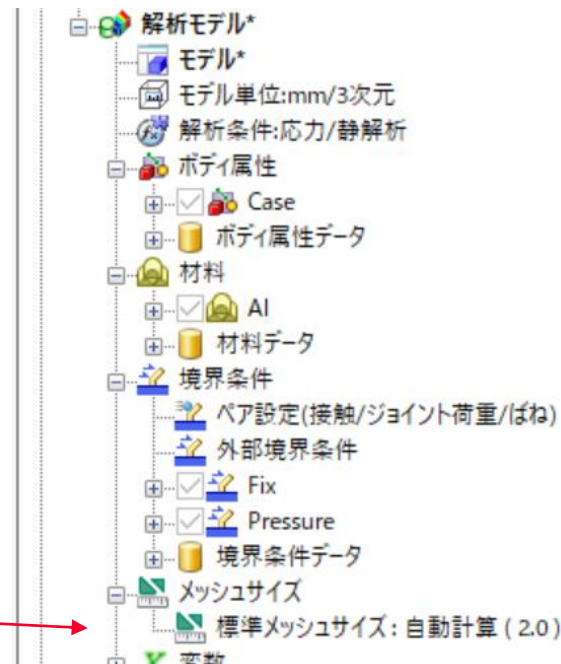 解析モデル*
モデル*
モデル単位:mm/3次元
解析条件:応力/静解析
ボディ属性
Case
ボディ属性データ
材料
Al
材料データ
境界条件
ペア設定(接触/ジョイント荷重/ばね)
外部境界条件
Fix
Pressure
境界条件データ
メッシュサイズ
標準メッシュサイズ: 自動計算 ( 2.0 )
変数